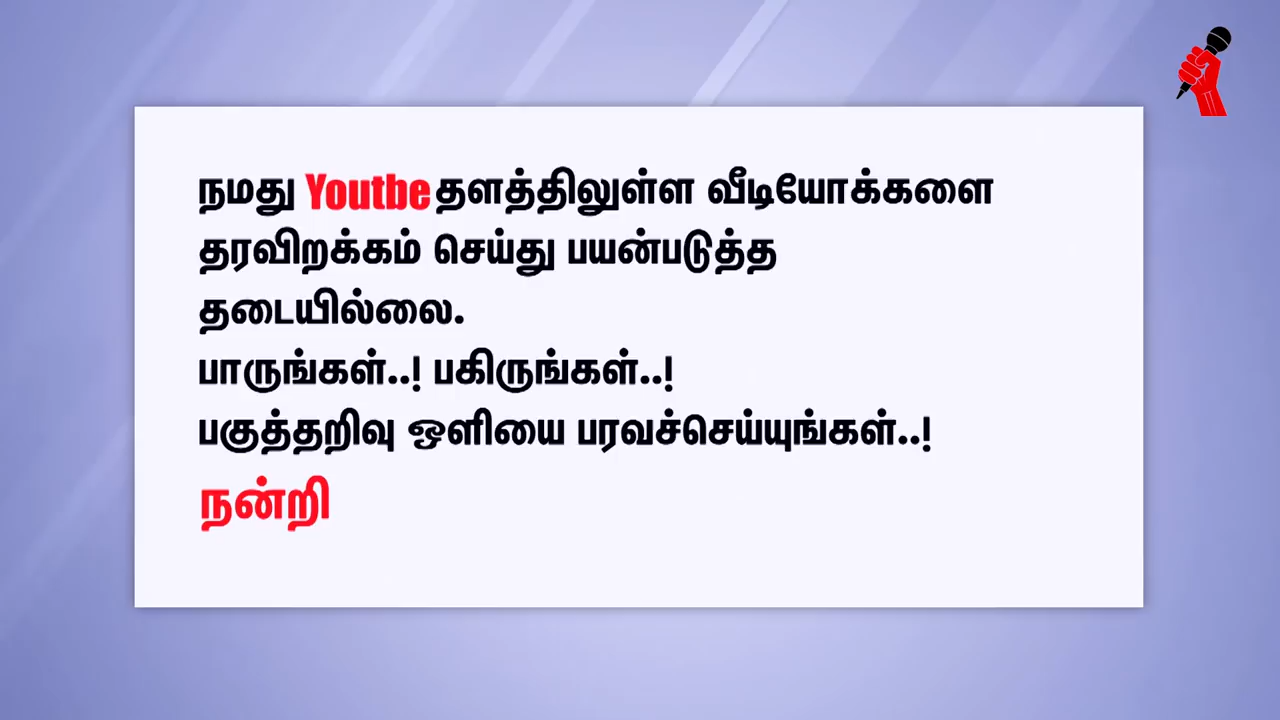 நமது Youtbe தளத்திலுள்ள வீடியோக்களை
தரவிறக்கம் செய்து பயன்படுத்த
தடையில்லை.
பாருங்கள்..! பகிருங்கள்..!
பகுத்தறிவு ஒளியை பரவச்செய்யுங்கள்..!
நன்றி